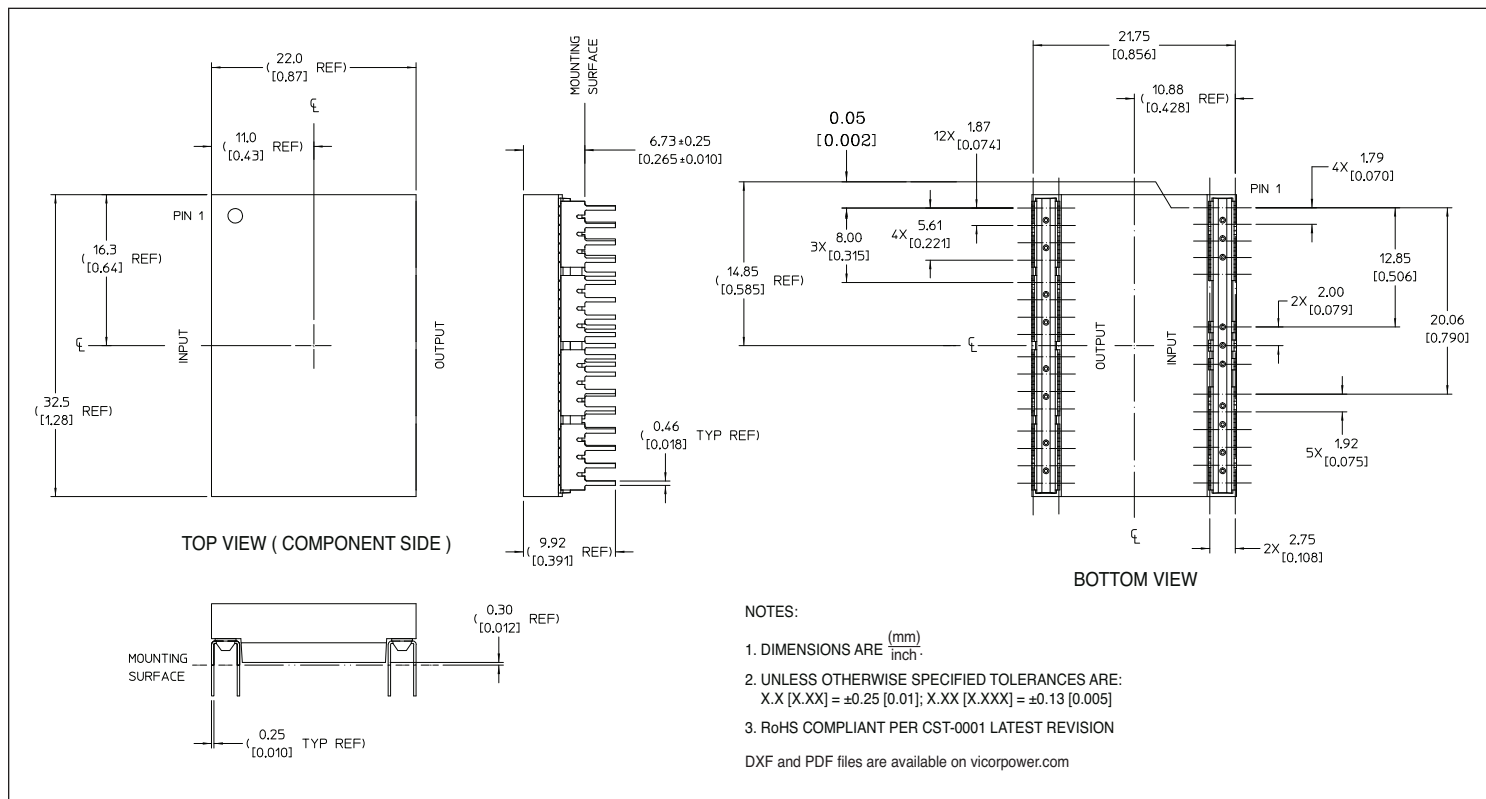 22.0
( [0.87] REF)
℄
11.0
( [0.43] REF)
PIN 1
16.3
( [0.64] REF)
℄
INPUT
OUTPUT
32.5
( [1.28] REF)
TOP VIEW ( COMPONENT SIDE )
MOUNTING
SURFACE
6.73 ±0.25
[0.265 ±0.010]
0.46
( [0.018] TYP REF)
9.92
( [0.391] REF)
21.75
[0.856]
10.88
( [0.428] REF)
0.05
[0.002]
12X 1.87
[0.074]
4X 1.79
[0.070]
PIN 1
3X 8.00
[0.315]
4X 5.61
[0.221]
14.85
( [0.585] REF)
12.85
[0.506]
2X 2.00
[0.079]
20.06
[0.790]
℄
OUTPUT
INPUT
5X 1.92
[0.075]
℄
2X 2.75
[0.108]
BOTTOM VIEW
0.30
( [0.012] REF)
MOUNTING
SURFACE
0.25
( [0.010] TYP REF)
NOTES:
1. DIMENSIONS ARE (mm)
inch.
2. UNLESS OTHERWISE SPECIFIED TOLERANCES ARE:
X.X [X.XX] = ±0.25 [0.01]; X.XX [X.XXX] = ±0.13 [0.005]
3. RoHS COMPLIANT PER CST-0001 LATEST REVISION
DXF and PDF files are available on vicorpower.com